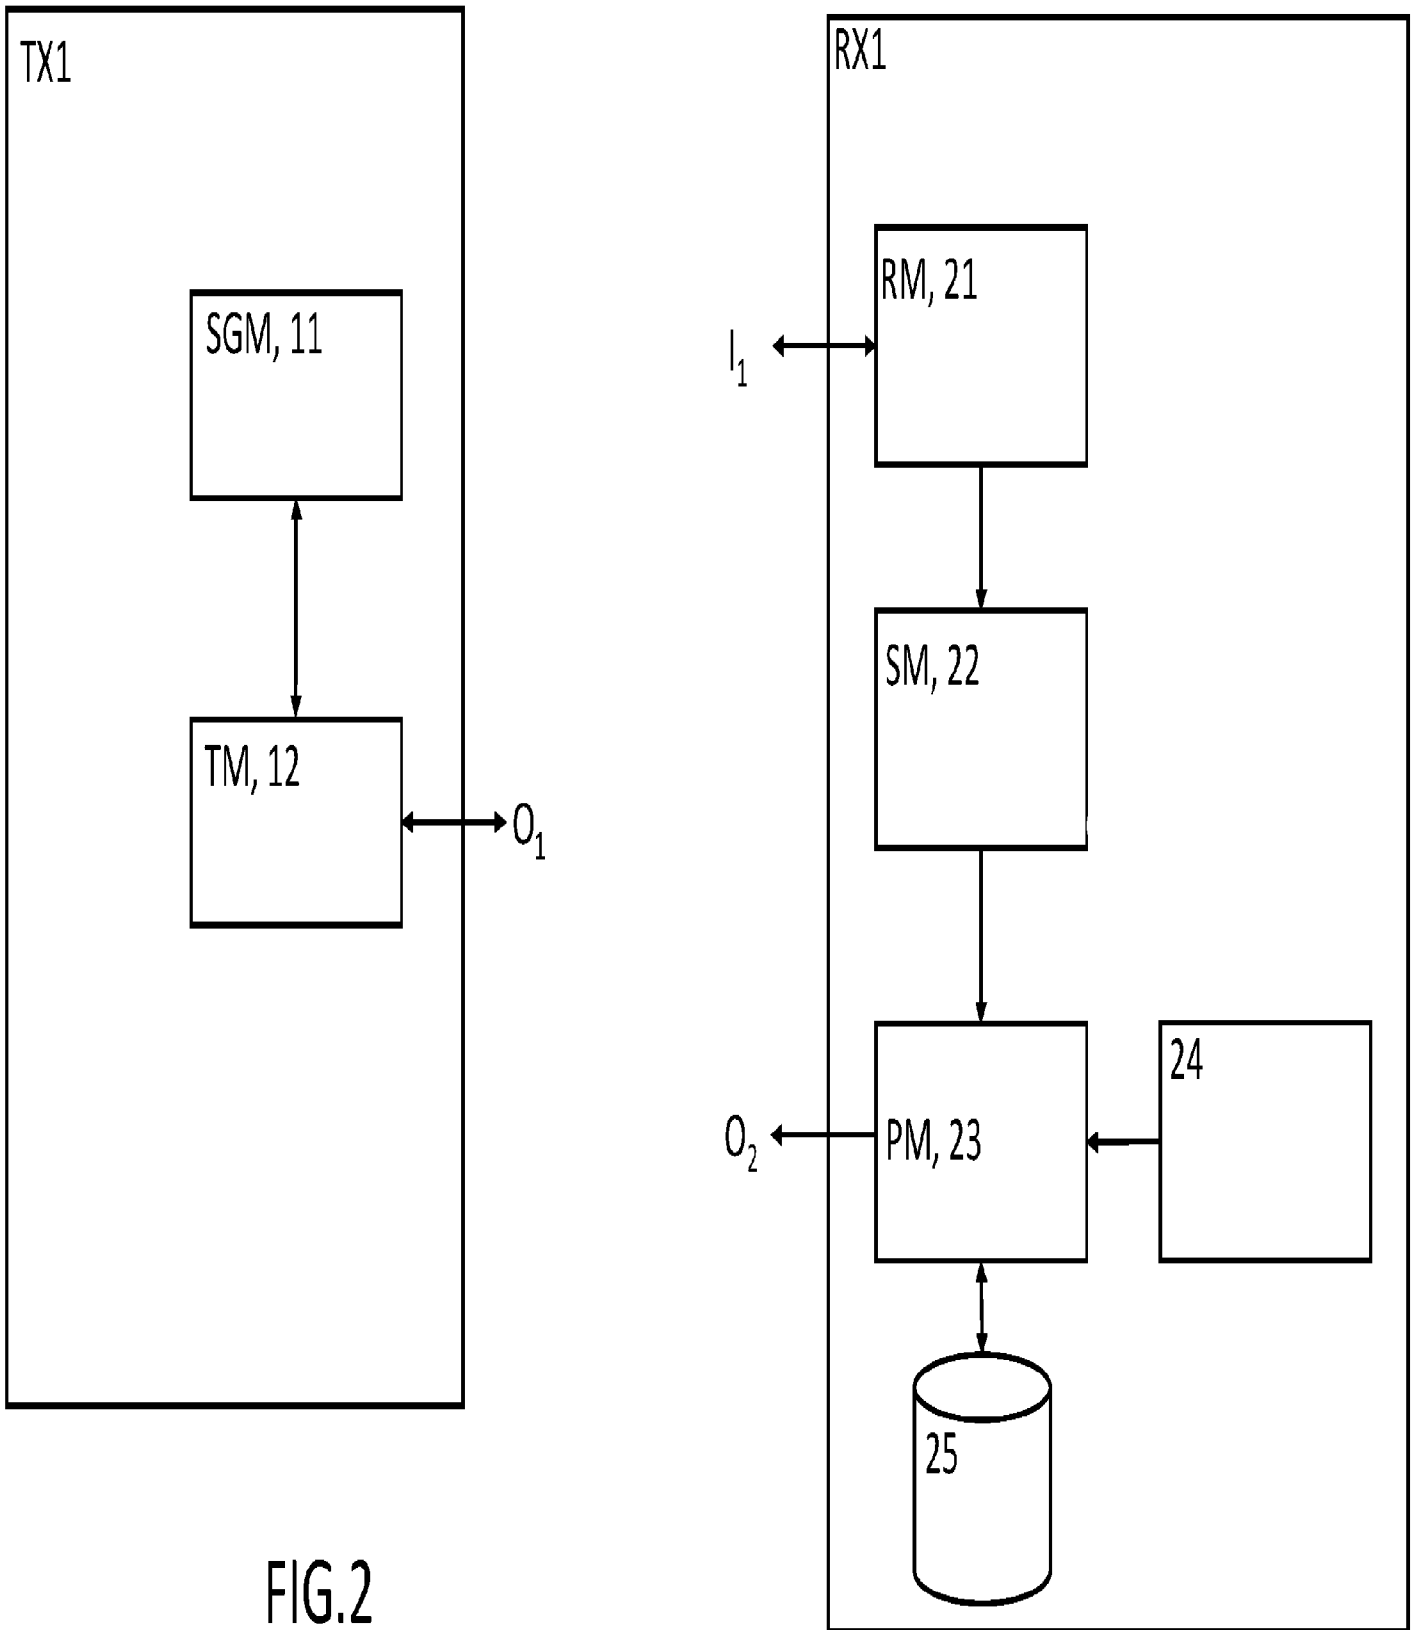 TX1
SGM, 11
TM, 12
O1
RX1
RM, 21
I1
SM, 22
PM, 23
24
O2
25
FIG.2